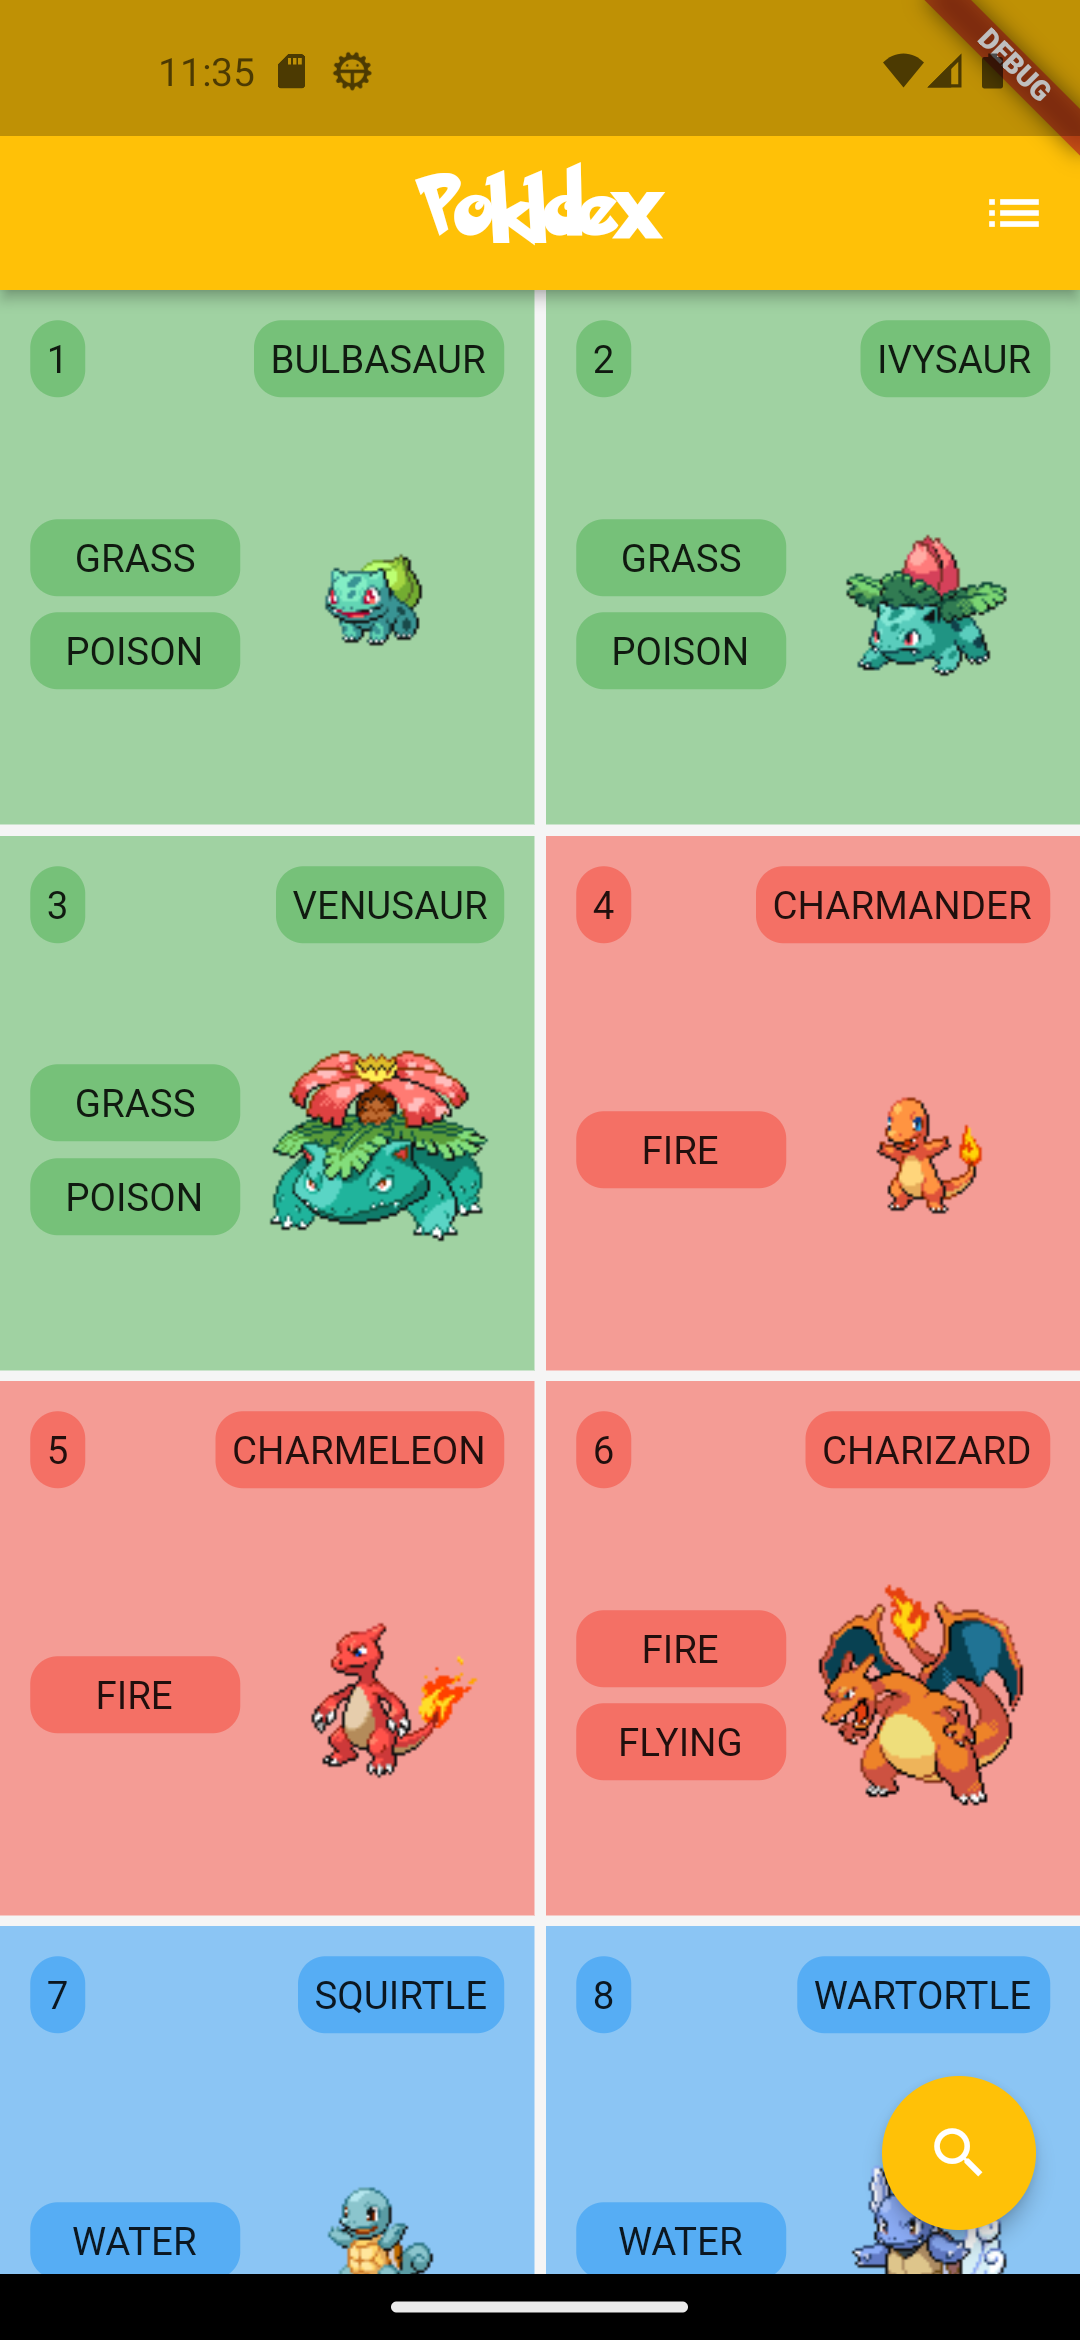 11:35
DEBUG
Pokldex
1
BULBASAUR
2
IVYSAUR
GRASS
POISON
GRASS
POISON
3
VENUSAUR
4
CHARMANDER
GRASS
POISON
FIRE
5
CHARMELEON
6
CHARIZARD
FIRE
FIRE
FLYING
7
SQUIRTLE
8
WARTORTLE
WATER
WATER